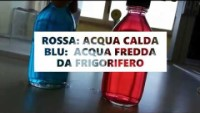 ROSSA: ACQUA CALDA
BLU: ACQUA FREDDA
DA FRIGORIFERO